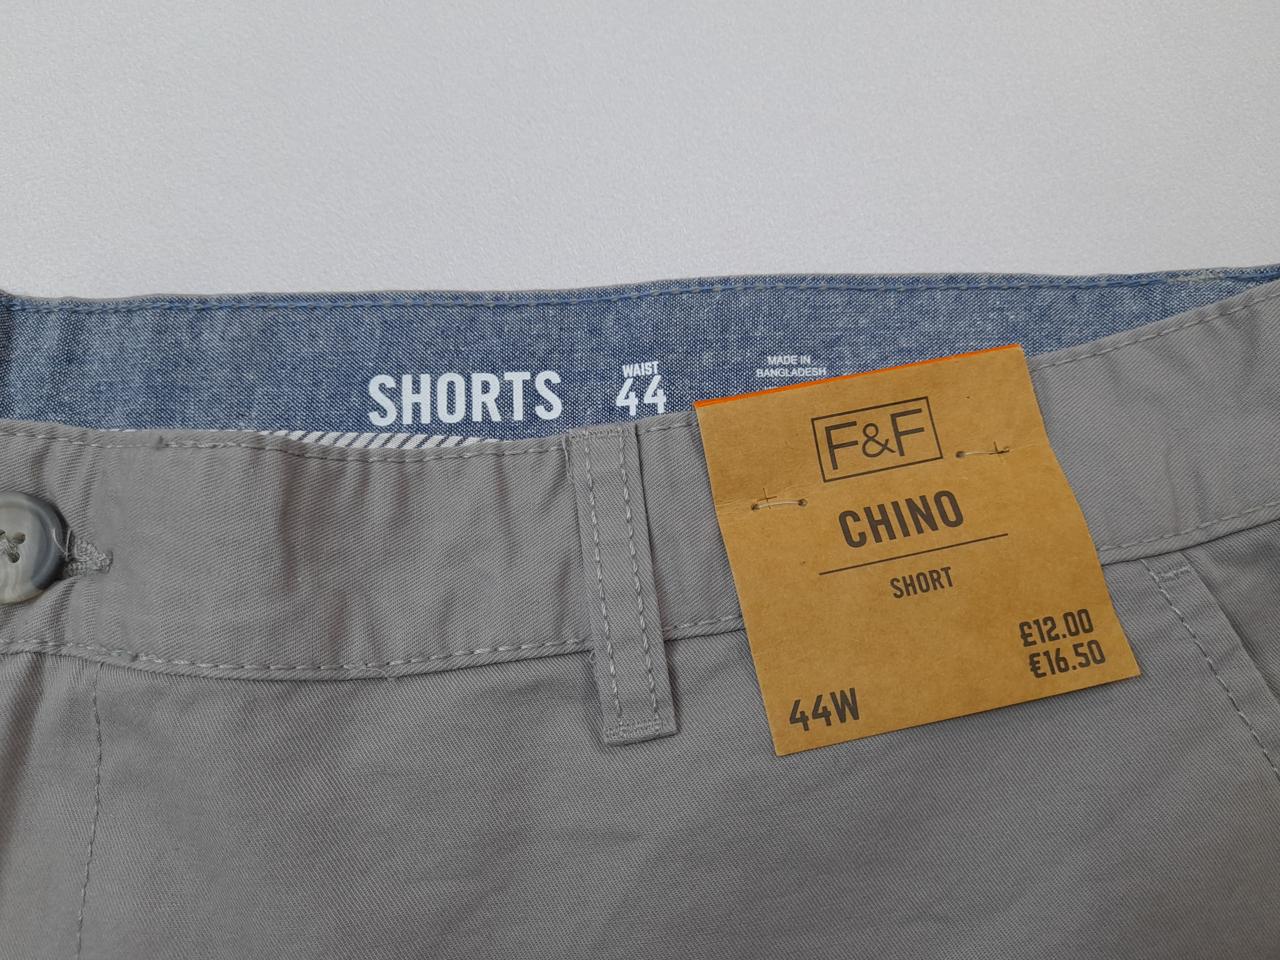 SHORTS
WAIST
44
MADE IN
BANGLADESH
F&F
CHINO
SHORT
£12.00
€16.50
44W